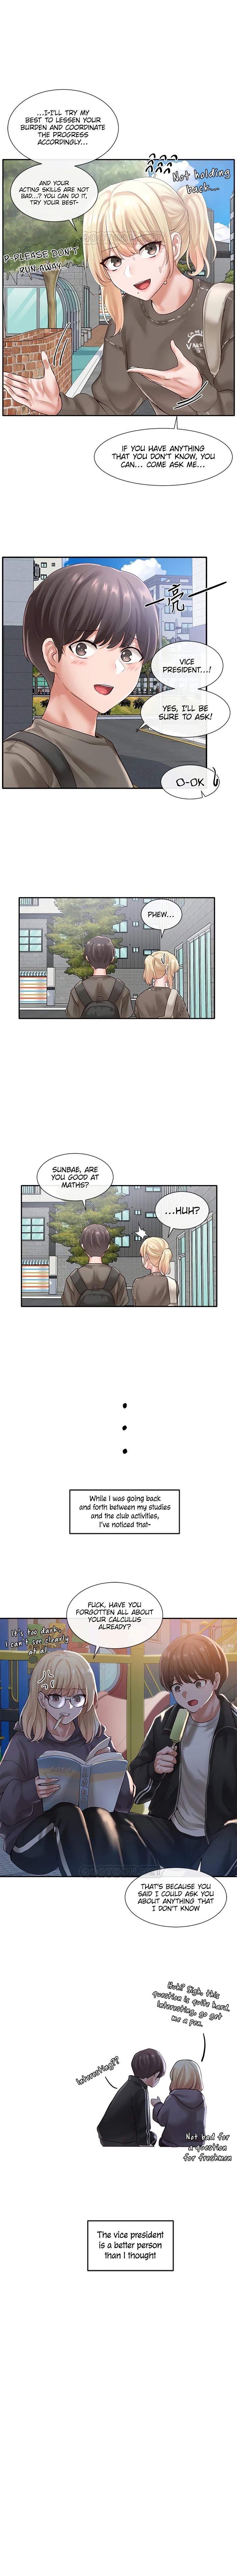 ...I-I'LL TRY MY
BEST TO LESSEN YOUR
BURDEN AND COORDINATE
THE PROGRESS
ACCORDINGLY...
Not holding
back...
AND YOUR
ACTING SKILLS ARE NOT
BAD...? YOU CAN DO IT,
TRY YOUR BEST-
P-PLEASE DON'T
RUN AWAY...
IF YOU HAVE ANYTHING
THAT YOU DON'T KNOW, YOU
CAN... COME ASK ME...
亮
VICE
PRESIDENT...!
YES, I'LL BE
SURE TO ASK!
O-OK
PHEW...
SUNBAE, ARE
YOU GOOD AT
MATHS?
...HUH?
While I was going back
and forth between my studies
and the club activities,
I've noticed that-
FUCK, HAVE YOU
FORGOTTEN ALL ABOUT
YOUR CALCULUS
ALREADY?
It's too dark,
I can't see clearly
THAT'S BECAUSE YOU
SAID I COULD ASK YOU
ABOUT ANYTHING THAT
I DON'T KNOW
Huh? Sigh, this
question is quite hard.
Interesting, go get
me a pen.
Interesting??
Not bad for
a question
for freshmen
The vice president
is a better person
than I thought